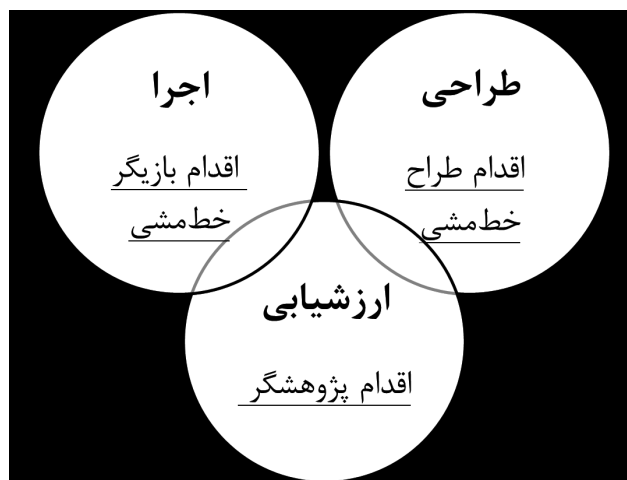 طراحی
اقدام طراح
خط‌مشی
اجرا
اقدام بازیگر
خط‌مشی
ارزشیابی
اقدام پژوهشگر